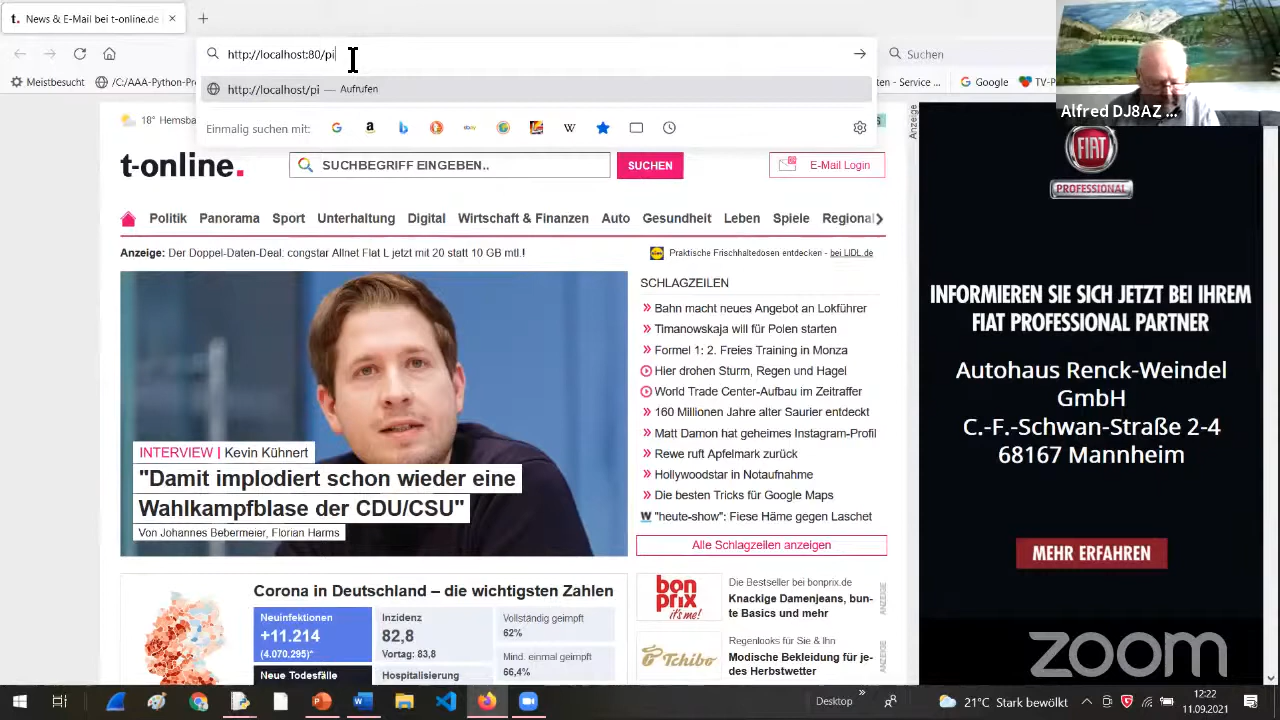 t. News & E-Mail bei t-online.de
http://localhost:80/pi
Suchen
http://localhost/pi — Aufrufen
Meistbesucht
/C/AAA-Python-Pro
- Service ...
Google
TV-P
Einmalig suchen mit:
Alfred DJ8AZ ...
18° Hemsba
t-online.
SUCHBEGRIFF EINGEBEN..
SUCHEN
E-Mail Login
Anzeige
FIAT
PROFESSIONAL
Politik Panorama Sport Unterhaltung Digital Wirtschaft & Finanzen Auto Gesundheit Leben Spiele Regional
Anzeige: Der Doppel-Daten-Deal: congstar Allnet Flat L jetzt mit 20 statt 10 GB mtl.!
Praktische Frischhaltedosen entdecken - bei LIDL.de
SCHLAGZEILEN
Bahn macht neues Angebot an Lokführer
Timanowskaja will für Polen starten
Formel 1: 2. Freies Training in Monza
Hier drohen Sturm, Regen und Hagel
World Trade Center-Aufbau im Zeitraffer
160 Millionen Jahre alter Saurier entdeckt
Matt Damon hat geheimes Instagram-Profil
Rewe ruft Apfelmark zurück
Hollywoodstar in Notaufnahme
Die besten Tricks für Google Maps
"heute-show": Fiese Häme gegen Laschet
Alle Schlagzeilen anzeigen
INTERVIEW | Kevin Kühnert
"Damit implodiert schon wieder eine
Wahlkampfblase der CDU/CSU"
Von Johannes Bebermeier, Florian Harms
INFORMIEREN SIE SICH JETZT BEI IHREM
FIAT PROFESSIONAL PARTNER
Autohaus Renck-Weindel
GmbH
C.-F.-Schwan-Straße 2-4
68167 Mannheim
MEHR ERFAHREN
Corona in Deutschland – die wichtigsten Zahlen
Neuinfektionen
+11.214
(4.070.295)*
Neue Todesfälle
Inzidenz
82,8
Vortag: 83,8
Hospitalisierung
Vollständig geimpft
62%
Mind. einmal geimpft
66,4%
bon
prix
it's me!
Die Bestseller bei bonprix.de
Knackige Damenjeans, bun-
te Basics und mehr
ANZEIGE
Tchibo
Regenlooks für Sie & Ihn
Modische Bekleidung für je-
des Herbstwetter
ANZEIGE
zoom
Desktop
21°C Stark bewölkt
12:22
11.09.2021